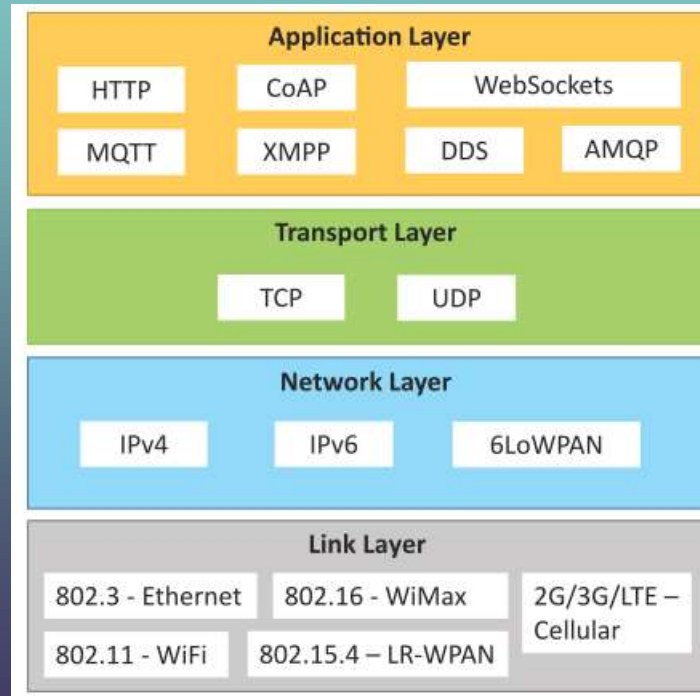 Application Layer
HTTP
CoAP
WebSockets
MQTT
XMPP
DDS
AMQP
Transport Layer
TCP
UDP
Network Layer
IPv4
IPv6
6LoWPAN
Link Layer
802.3 - Ethernet
802.16 - WiMax
2G/3G/LTE –
Cellular
802.11 - WiFi
802.15.4 – LR-WPAN